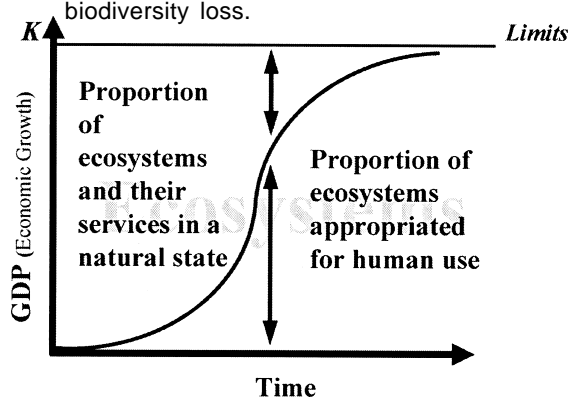 biodiversity loss.
K
Limits
Proportion
of
ecosystems
and their
services in a
natural state
Proportion of
ecosystems
appropriated
for human use
Ecosystems
GDP (Economic Growth)
Time